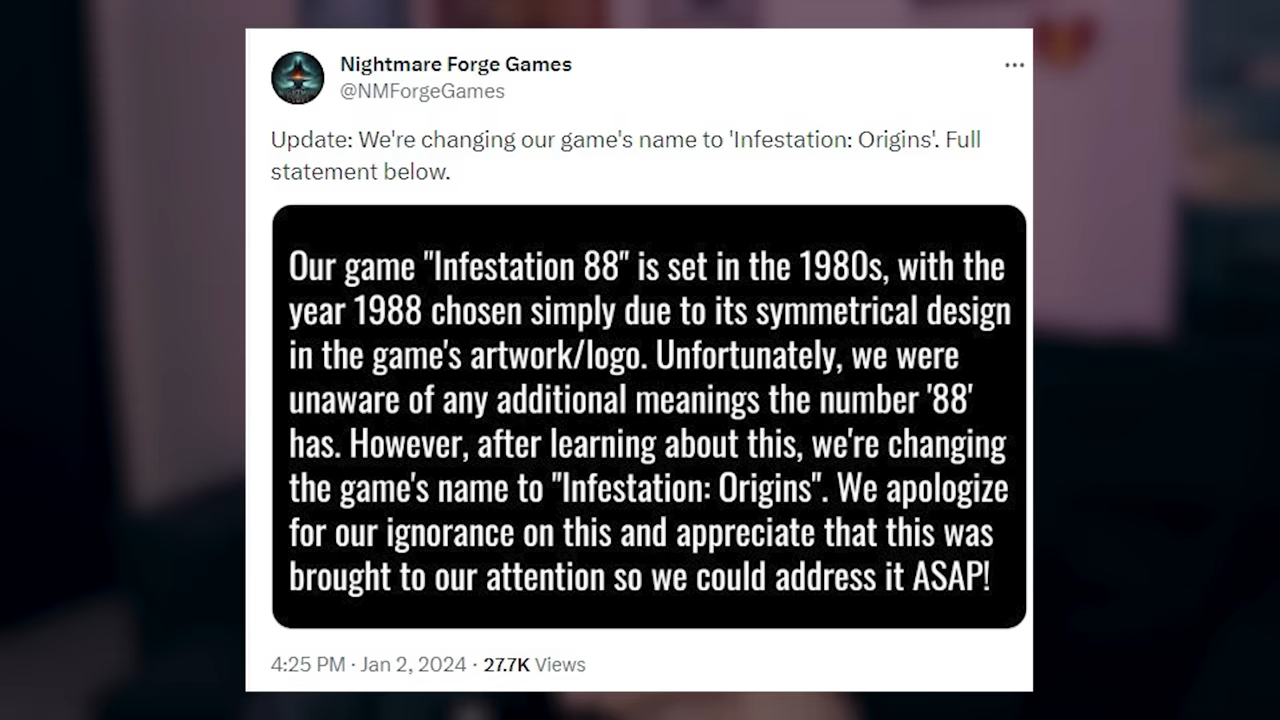 Nightmare Forge Games
@NMForgeGames
Update: We're changing our game's name to 'Infestation: Origins'. Full
statement below.
Our game "Infestation 88" is set in the 1980s, with the
year 1988 chosen simply due to its symmetrical design
in the game's artwork/logo. Unfortunately, we were
unaware of any additional meanings the number '88'
has. However, after learning about this, we're changing
the game's name to "Infestation: Origins". We apologize
for our ignorance on this and appreciate that this was
brought to our attention so we could address it ASAP!
4:25 PM · Jan 2, 2024 · 27.7K Views